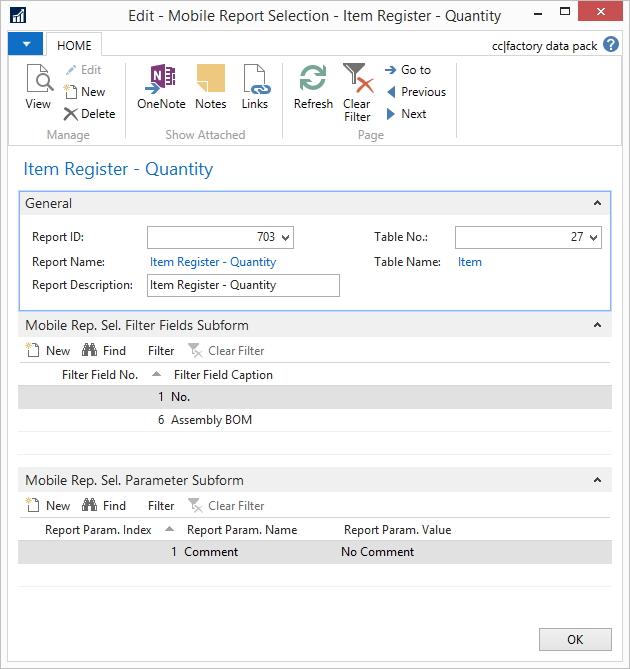 Edit - Mobile Report Selection - Item Register - Quantity
HOME
cc|factory data pack
View
Edit
New
Delete
Manage
OneNote
Notes
Links
Show Attached
Refresh
Clear Filter
Go to
Previous
Next
Page
Item Register - Quantity
General
Report ID: 703
Table No.: 27
Report Name: Item Register - Quantity
Table Name: Item
Report Description: Item Register - Quantity
Mobile Rep. Sel. Filter Fields Subform
New Find Filter Clear Filter
Filter Field No. Filter Field Caption
1 No.
6 Assembly BOM
Mobile Rep. Sel. Parameter Subform
New Find Filter Clear Filter
Report Param. Index Report Param. Name Report Param. Value
1 Comment No Comment
OK